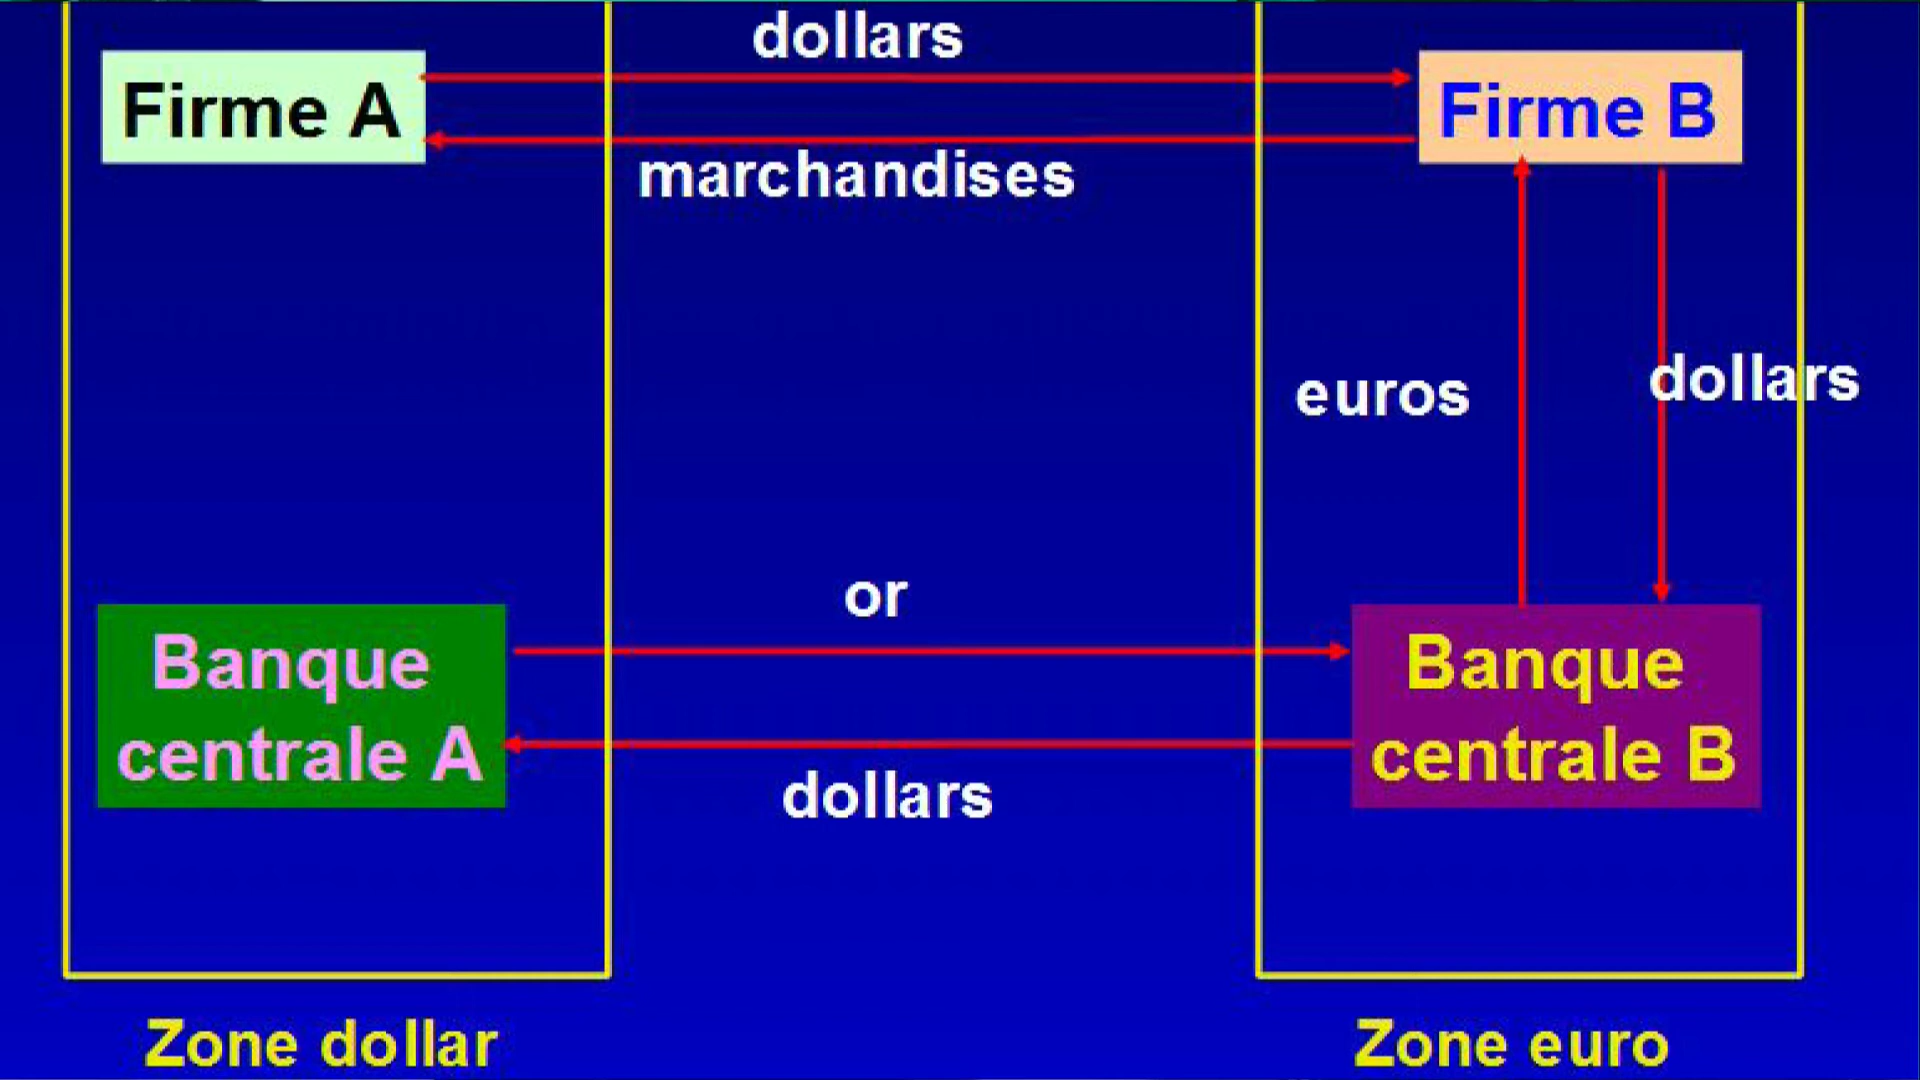 dollars
Firme A
Firme B
marchandises
euros
dollars
or
Banque
centrale A
Banque
centrale B
dollars
Zone dollar
Zone euro